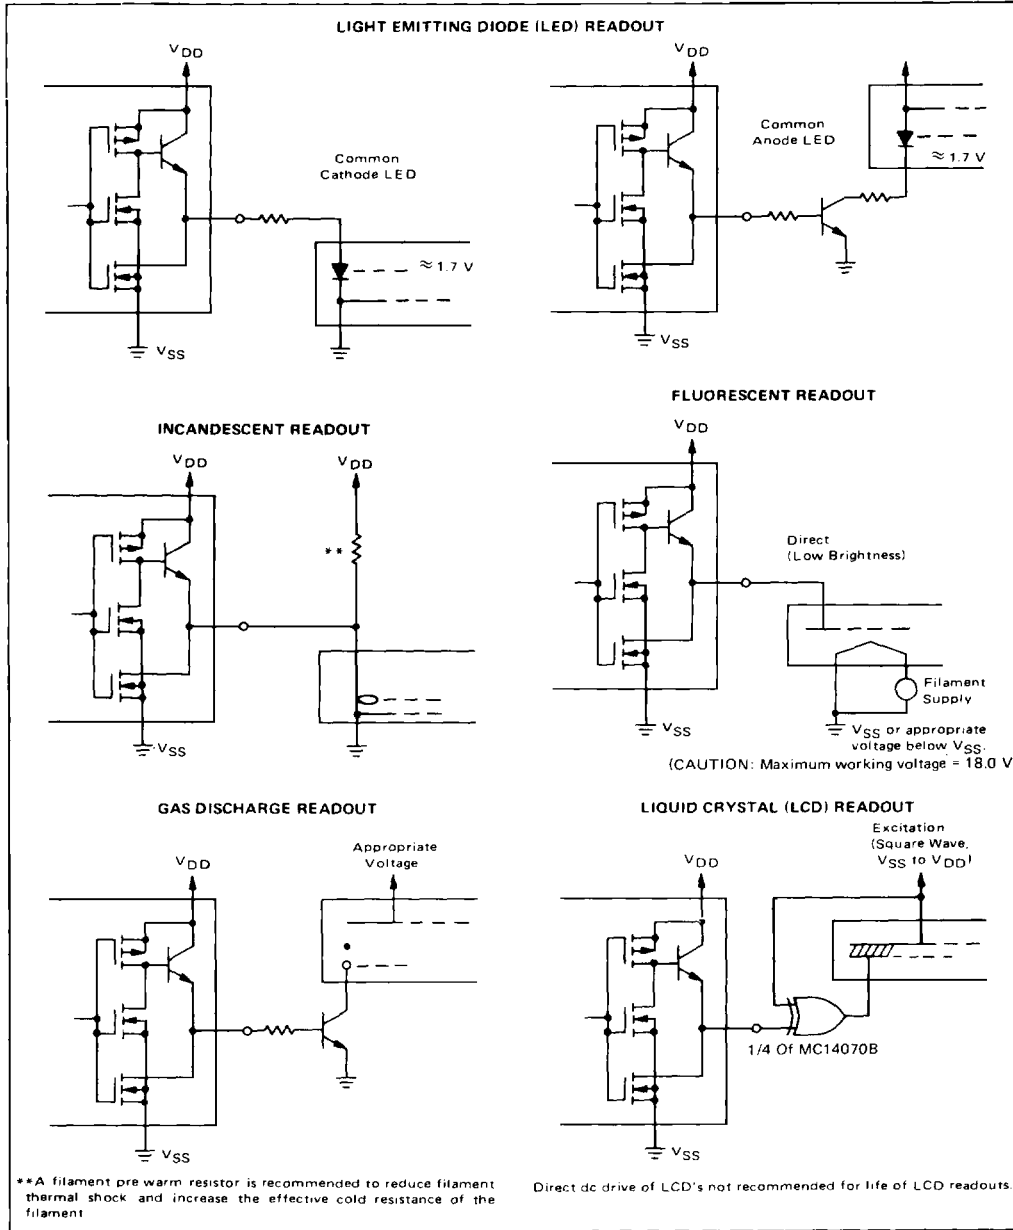 LIGHT EMITTING DIODE (LED) READOUT
VDD
Common
Cathode LED
≈1.7 V
VSS
VDD
Common
Anode LED
≈1.7 V
VSS
INCANDESCENT READOUT
VDD
VDD
**
VSS
FLUORESCENT READOUT
VDD
Direct
(Low Brightness)
Filament
Supply
VSS
VSS or appropriate
voltage below VSS.
(CAUTION: Maximum working voltage = 18.0 V
GAS DISCHARGE READOUT
VDD
Appropriate
Voltage
VSS
LIQUID CRYSTAL (LCD) READOUT
VDD
Excitation
(Square Wave,
VSS to VDD)
1/4 Of MC14070B
VSS
**A filament pre warm resistor is recommended to reduce filament
thermal shock and increase the effective cold resistance of the
filament
Direct dc drive of LCD's not recommended for life of LCD readouts.